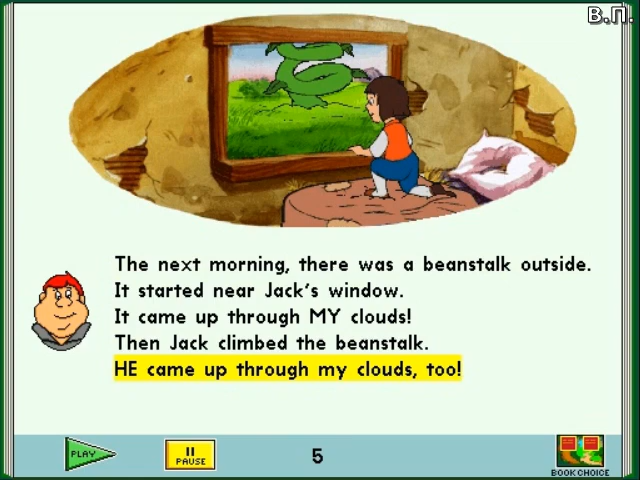 В.П.
The next morning, there was a beanstalk outside.
It started near Jack's window.
It came up through MY clouds!
Then Jack climbed the beanstalk.
HE came up through my clouds, too!
PLAY
PAUSE
5
BOOK CHOICE